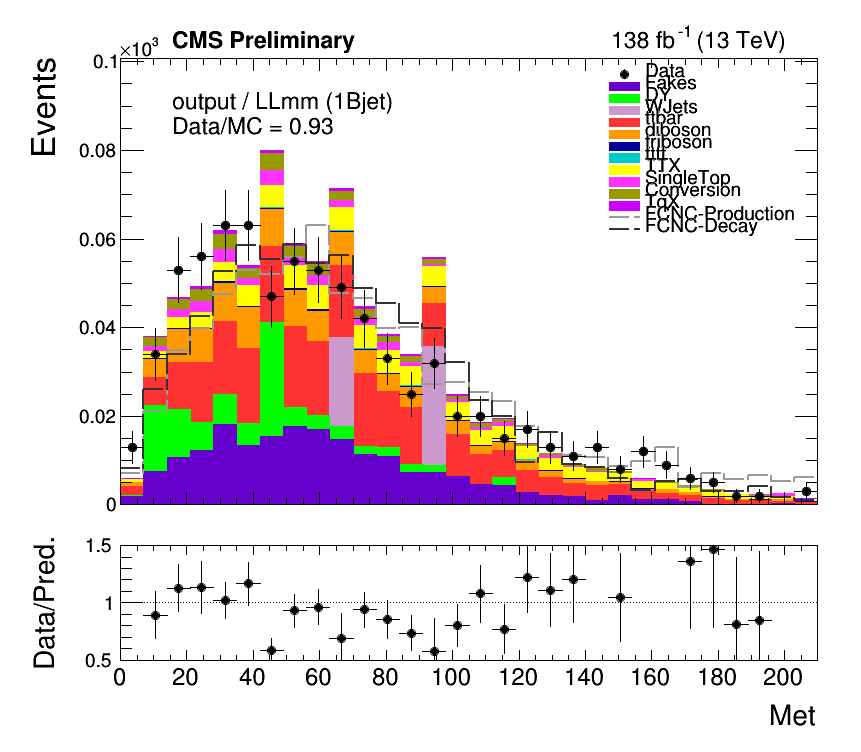 CMS Preliminary
138 fb⁻¹ (13 TeV)
×10³
Events
0.1
0.08
0.06
0.04
0.02
0
output / LLmm (1Bjet)
Data/MC = 0.93
Data
Fakes
DY
WJets
ttbar
diboson
triboson
tttt
TTX
SingleTop
Conversion
TqX
FCNC-Production
FCNC-Decay
Data/Pred.
1.5
1
0.5
0 20 40 60 80 100 120 140 160 180 200
Met